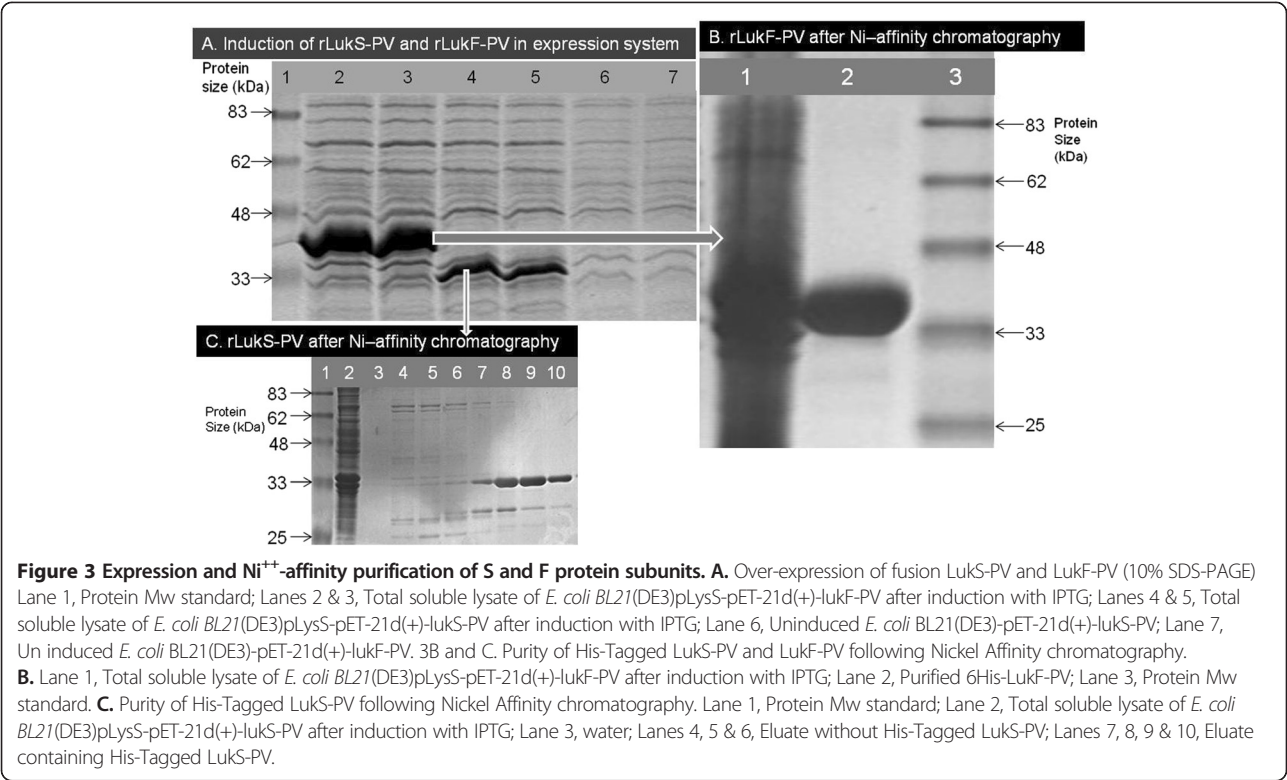 A. Induction of rLukS-PV and rLukF-PV in expression system
Protein
size (kDa)
1 2 3 4 5 6 7
83
62
48
33
B. rLukF-PV after Ni–affinity chromatography
1 2 3
83 Protein
Size
(kDa)
62
48
33
25
C. rLukS-PV after Ni–affinity chromatography
1 2 3 4 5 6 7 8 9 10
83
Protein
Size (kDa)
62
48
33
25
Figure 3 Expression and Ni++-affinity purification of S and F protein subunits. A. Over-expression of fusion LukS-PV and LukF-PV (10% SDS-PAGE)
Lane 1, Protein Mw standard; Lanes 2 & 3, Total soluble lysate of E. coli BL21(DE3)pLysS-pET-21d(+)-lukF-PV after induction with IPTG; Lanes 4 & 5, Total
soluble lysate of E. coli BL21(DE3)pLysS-pET-21d(+)-lukS-PV after induction with IPTG; Lane 6, Uninduced E. coli BL21(DE3)-pET-21d(+)-lukS-PV; Lane 7,
Un induced E. coli BL21(DE3)-pET-21d(+)-lukF-PV. 3B and C. Purity of His-Tagged LukS-PV and LukF-PV following Nickel Affinity chromatography.
B. Lane 1, Total soluble lysate of E. coli BL21(DE3)pLysS-pET-21d(+)-lukF-PV after induction with IPTG; Lane 2, Purified 6His-LukF-PV; Lane 3, Protein Mw
standard. C. Purity of His-Tagged LukS-PV following Nickel Affinity chromatography. Lane 1, Protein Mw standard; Lane 2, Total soluble lysate of E. coli
BL21(DE3)pLysS-pET-21d(+)-lukS-PV after induction with IPTG; Lane 3, water; Lanes 4, 5 & 6, Eluate without His-Tagged LukS-PV; Lanes 7, 8, 9 & 10, Eluate
containing His-Tagged LukS-PV.